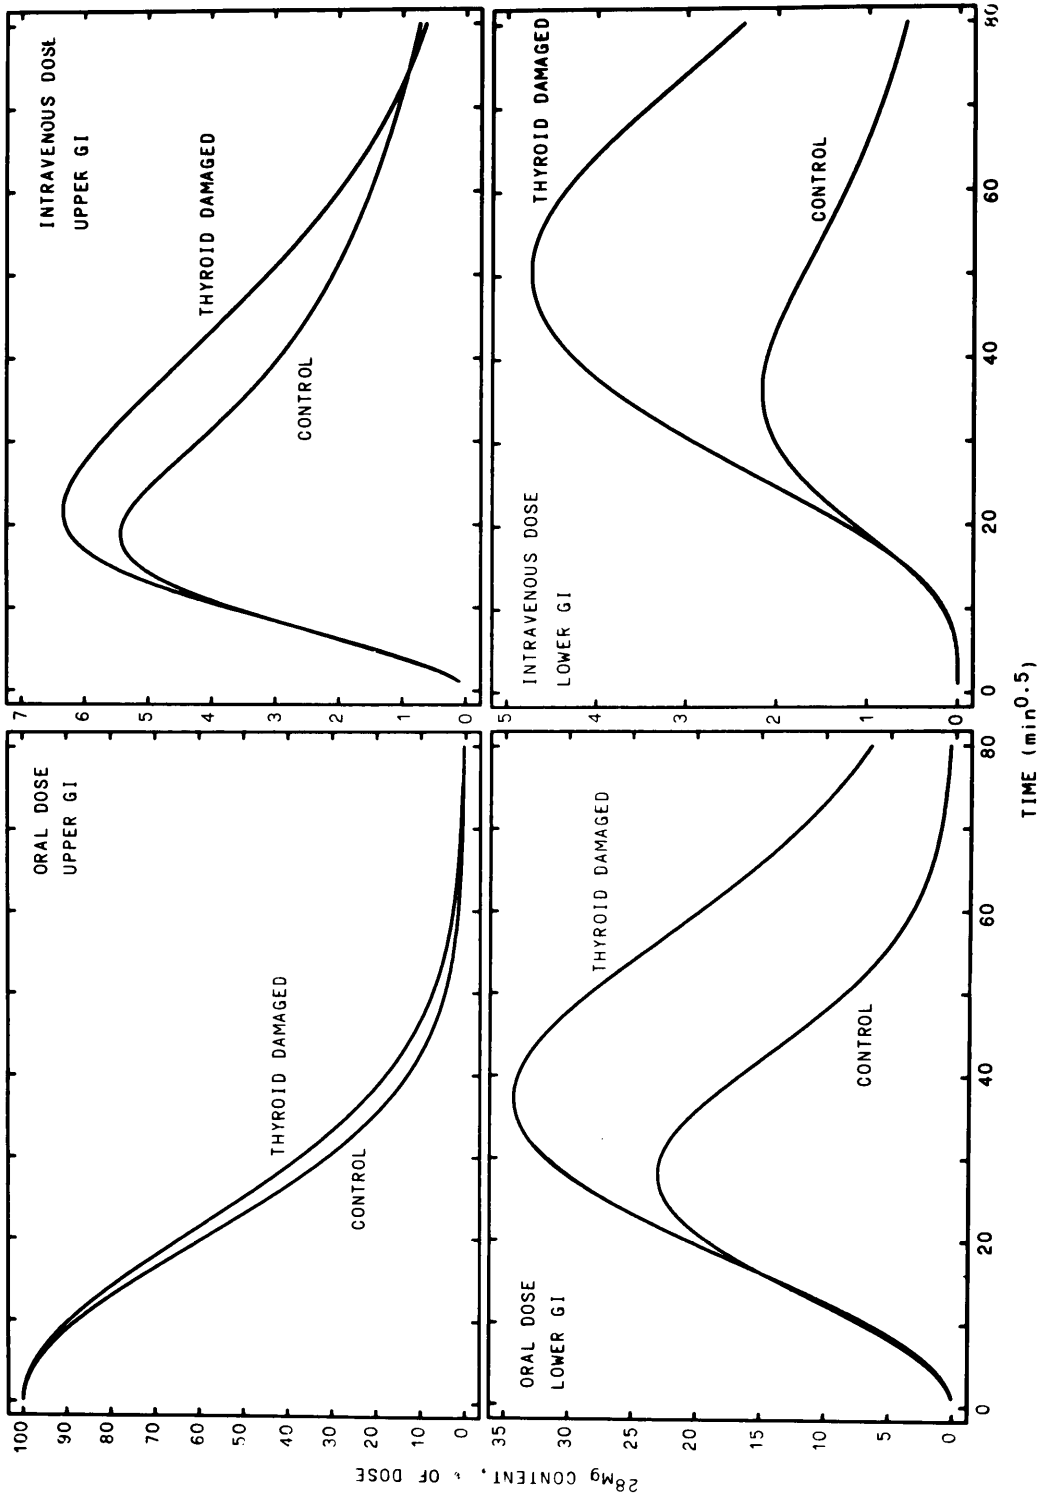 ORAL DOSE
UPPER GI
THYROID DAMAGED
CONTROL
100
90
80
70
60
50
40
30
20
10
0
INTRAVENOUS DOSE
UPPER GI
THYROID DAMAGED
CONTROL
7
6
5
4
3
2
1
0
ORAL DOSE
LOWER GI
THYROID DAMAGED
CONTROL
35
30
25
20
15
10
5
0
0
20
40
60
80
INTRAVENOUS DOSE
LOWER GI
THYROID DAMAGED
CONTROL
5
4
3
2
1
0
0
20
40
60
80
28Mg CONTENT, % OF DOSE
TIME (min0.5)